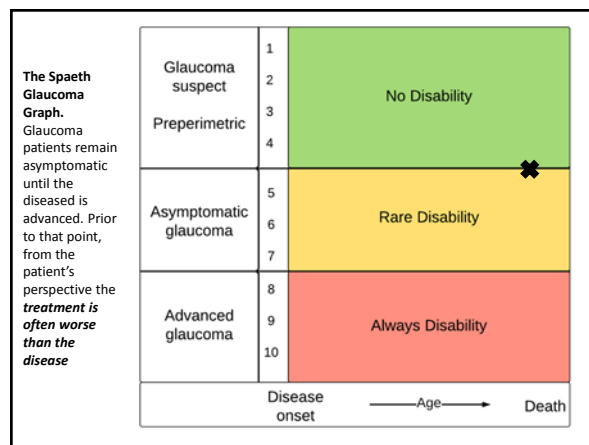 The Spaeth
Glaucoma
Graph.
Glaucoma
patients remain
asymptomatic
until the
diseased is
advanced. Prior
to that point,
from the
patient's
perspective the
treatment is
often worse
than the
disease
Glaucoma
suspect
Preperimetric
1
2
3
4
No Disability
Asymptomatic
glaucoma
5
6
7
Rare Disability
Advanced
glaucoma
8
9
10
Always Disability
Disease
onset
Age
Death